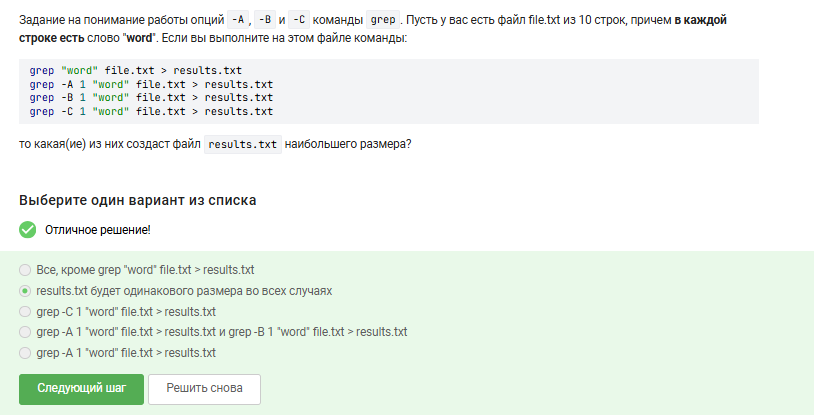 Задание на понимание работы опций -A , -B и -C команды grep . Пусть у вас есть файл file.txt из 10 строк, причем в каждой
строке есть слово "word". Если вы выполните на этом файле команды:
grep "word" file.txt > results.txt
grep -A 1 "word" file.txt > results.txt
grep -B 1 "word" file.txt > results.txt
grep -C 1 "word" file.txt > results.txt
то какая(ие) из них создаст файл results.txt наибольшего размера?
Выберите один вариант из списка
Отличное решение!
Все, кроме grep "word" file.txt > results.txt
results.txt будет одинакового размера во всех случаях
grep -C 1 "word" file.txt > results.txt
grep -A 1 "word" file.txt > results.txt и grep -B 1 "word" file.txt > results.txt
grep -A 1 "word" file.txt > results.txt
Следующий шаг Решить снова